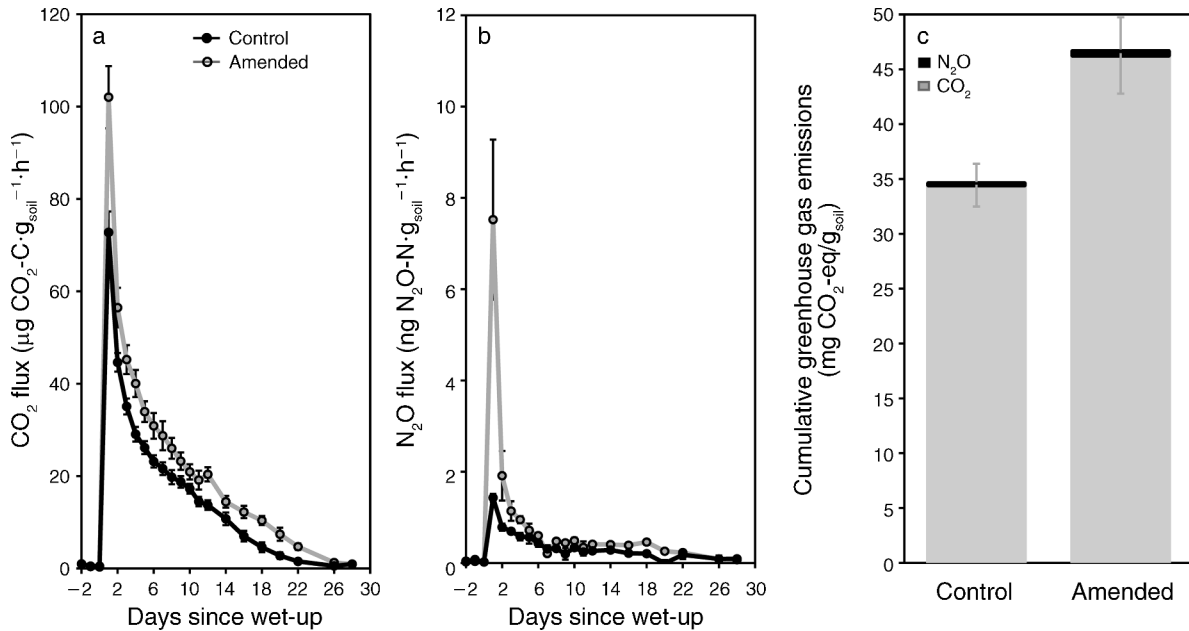 a
Control
Amended
120
100
80
60
40
20
0
CO₂ flux (µg CO₂-C·g_soil⁻¹·h⁻¹)
−2 2 6 10 14 18 22 26 30
Days since wet-up
b
12
10
8
6
4
2
0
N₂O flux (ng N₂O-N·g_soil⁻¹·h⁻¹)
−2 2 6 10 14 18 22 26 30
Days since wet-up
c
N₂O
CO₂
50
45
40
35
30
25
20
15
10
5
0
Cumulative greenhouse gas emissions
(mg CO₂-eq/g_soil)
Control Amended